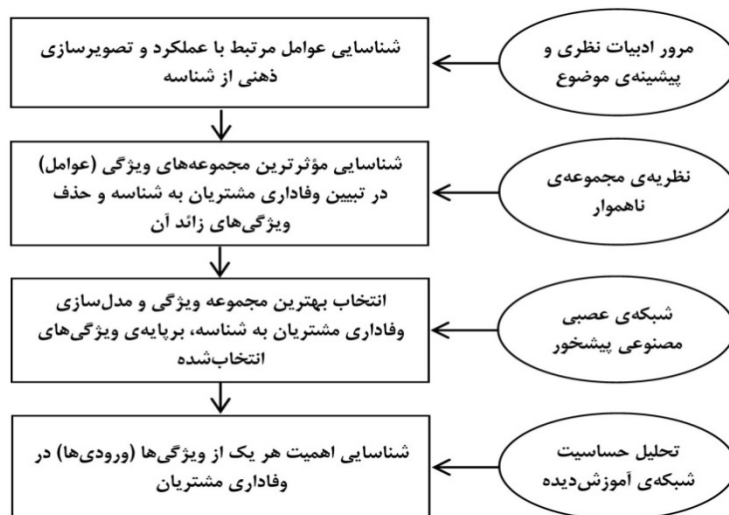 مرور ادبیات نظری و
پیشینه‌ی موضوع
شناسایی عوامل مرتبط با عملکرد و تصویرسازی
ذهنی از شناسه
نظریه‌ی مجموعه‌ی
ناهموار
شناسایی مؤثرترین مجموعه‌های ویژگی (عوامل)
در تبیین وفاداری مشتریان به شناسه و حذف
ویژگی‌های زائد آن
شبکه‌ی عصبی
مصنوعی پیشخور
انتخاب بهترین مجموعه ویژگی و مدل‌سازی
وفاداری مشتریان به شناسه، برپایه‌ی ویژگی‌های
انتخاب‌شده
تحلیل حساسیت
شبکه‌ی آموزش‌دیده
شناسایی اهمیت هر یک از ویژگی‌ها (ورودی‌ها) در
وفاداری مشتریان